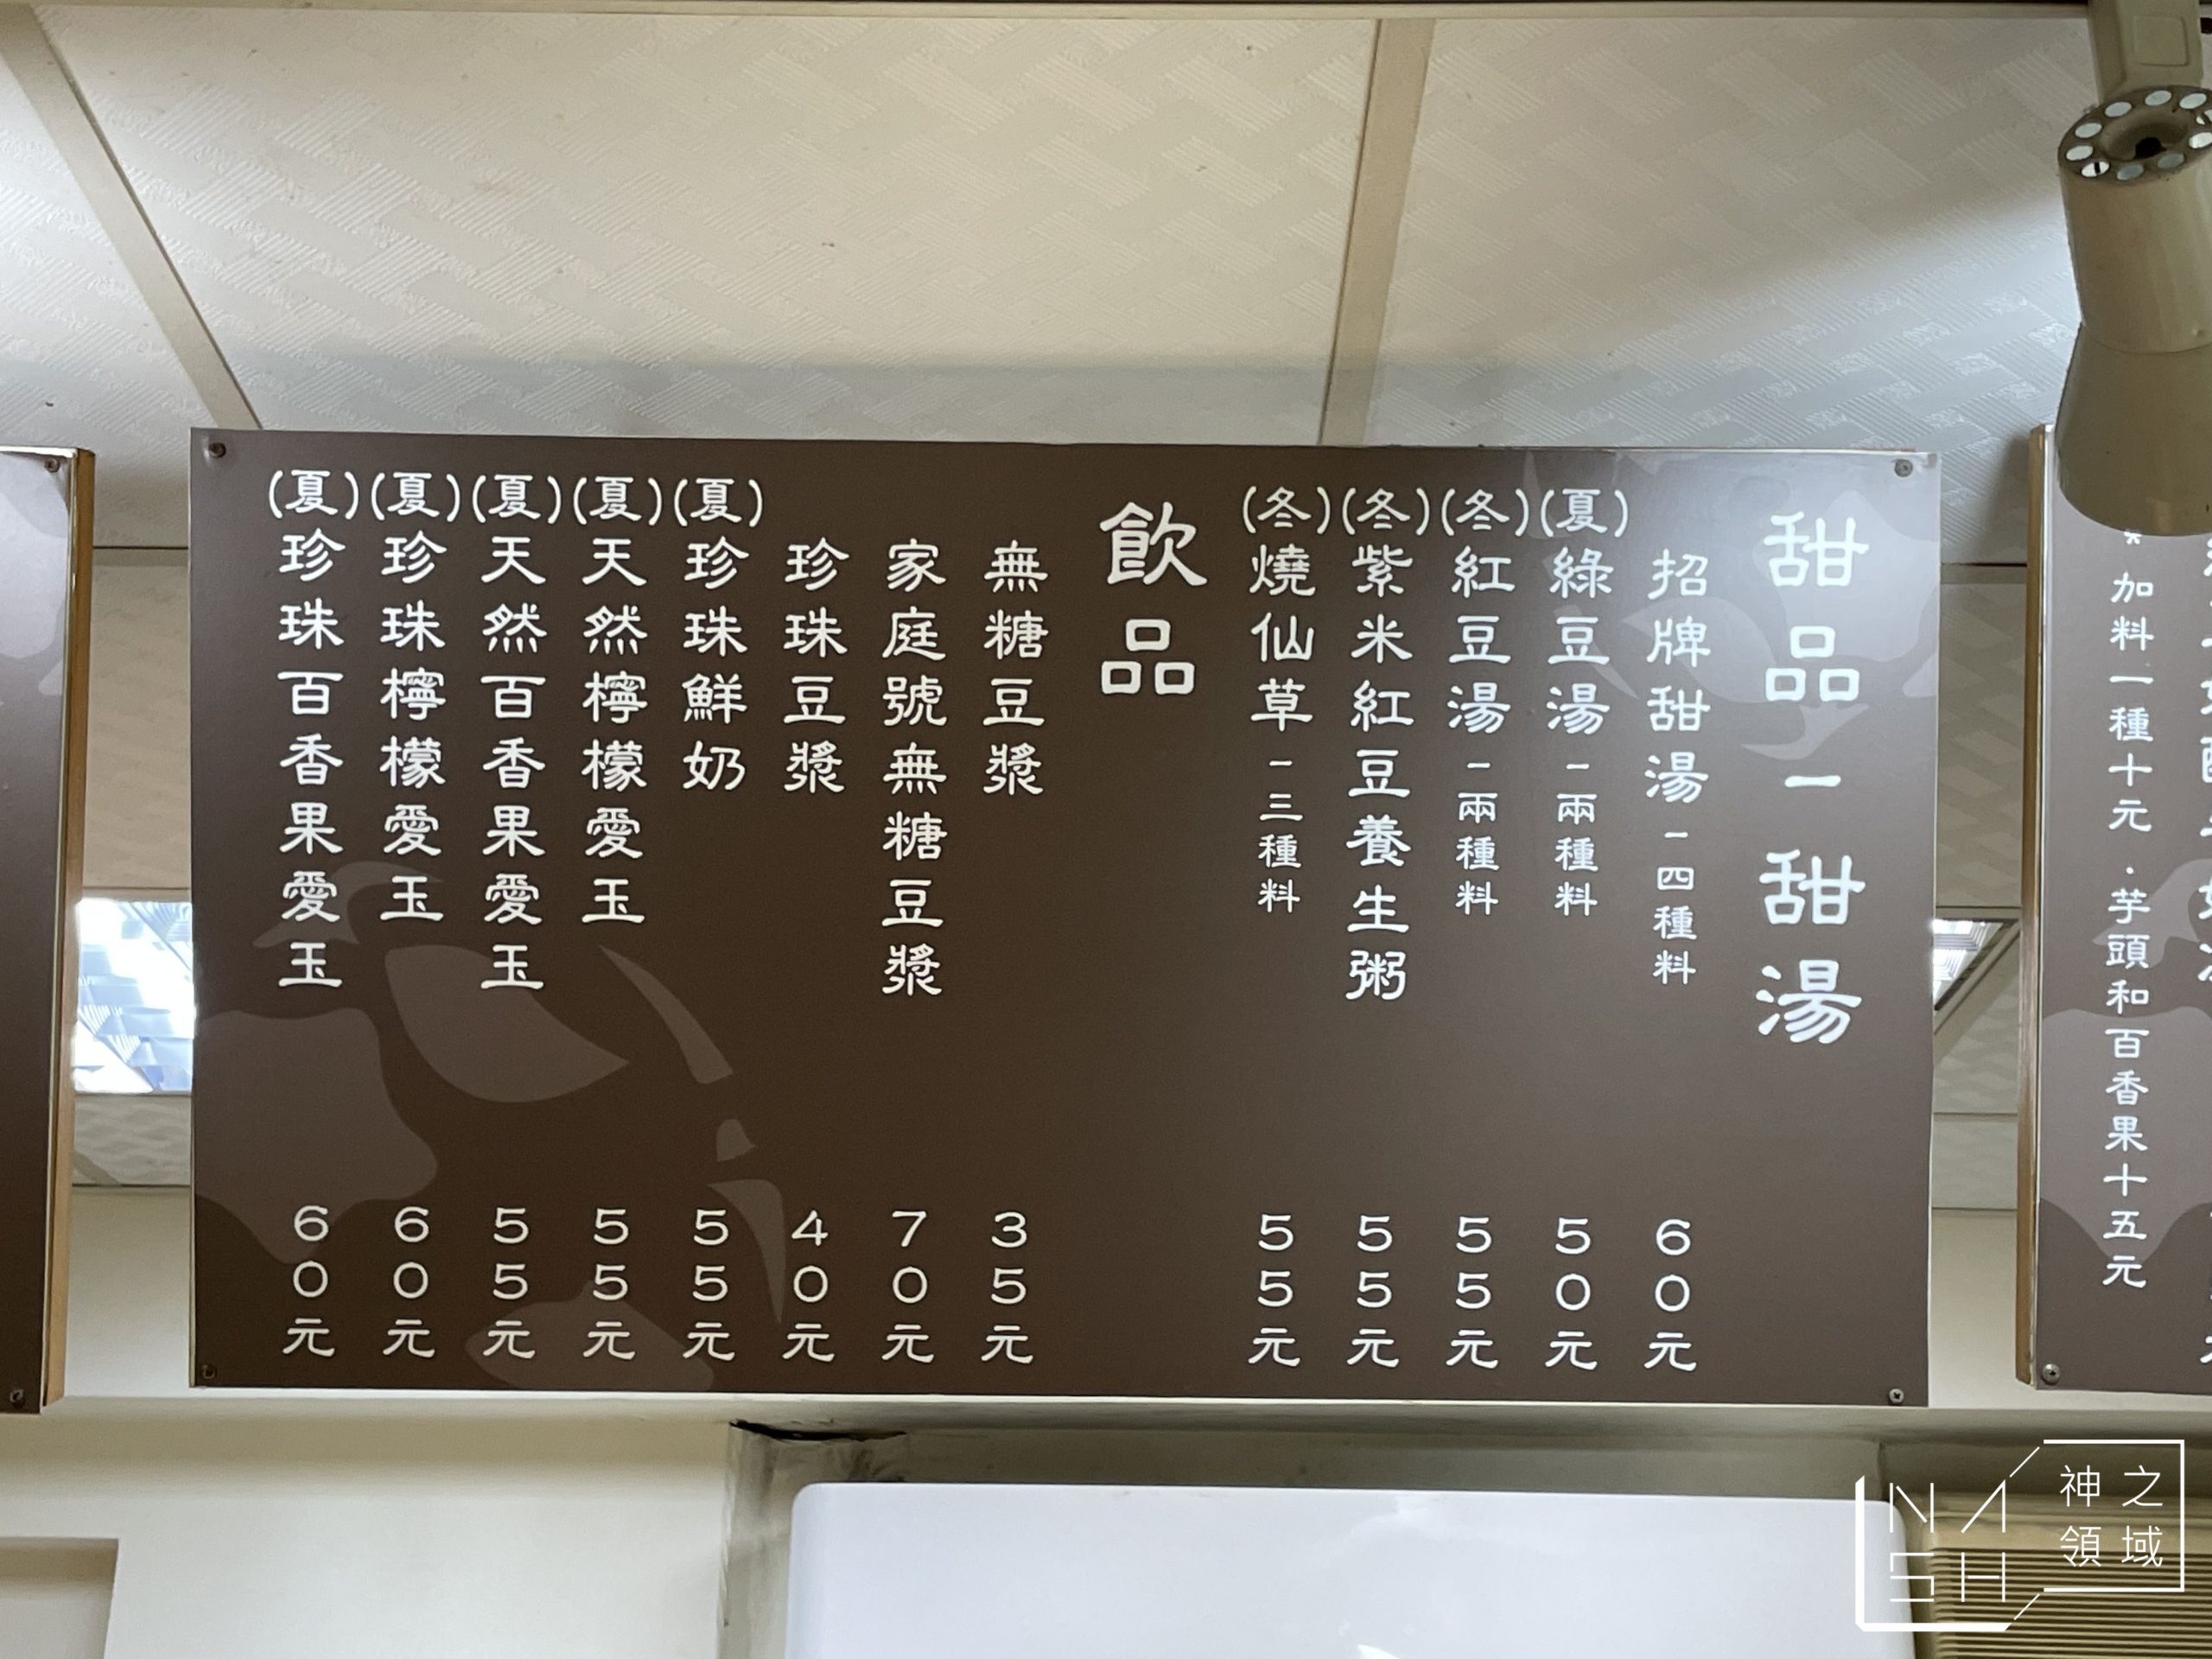 ＊加料一種十元．芋頭和百香果十五元
甜品－甜湯
招牌甜湯－四種料 60元
(夏)綠豆湯－兩種料 50元
(冬)紅豆湯－兩種料 55元
(冬)紫米紅豆養生粥 55元
(冬)燒仙草－三種料 55元
飲品
無糖豆漿 35元
家庭號無糖豆漿 70元
珍珠豆漿 40元
(夏)珍珠鮮奶 55元
(夏)天然檸檬愛玉 55元
(夏)天然百香果愛玉 55元
(夏)珍珠檸檬愛玉 60元
(夏)珍珠百香果愛玉 60元
NASH
神之
領域